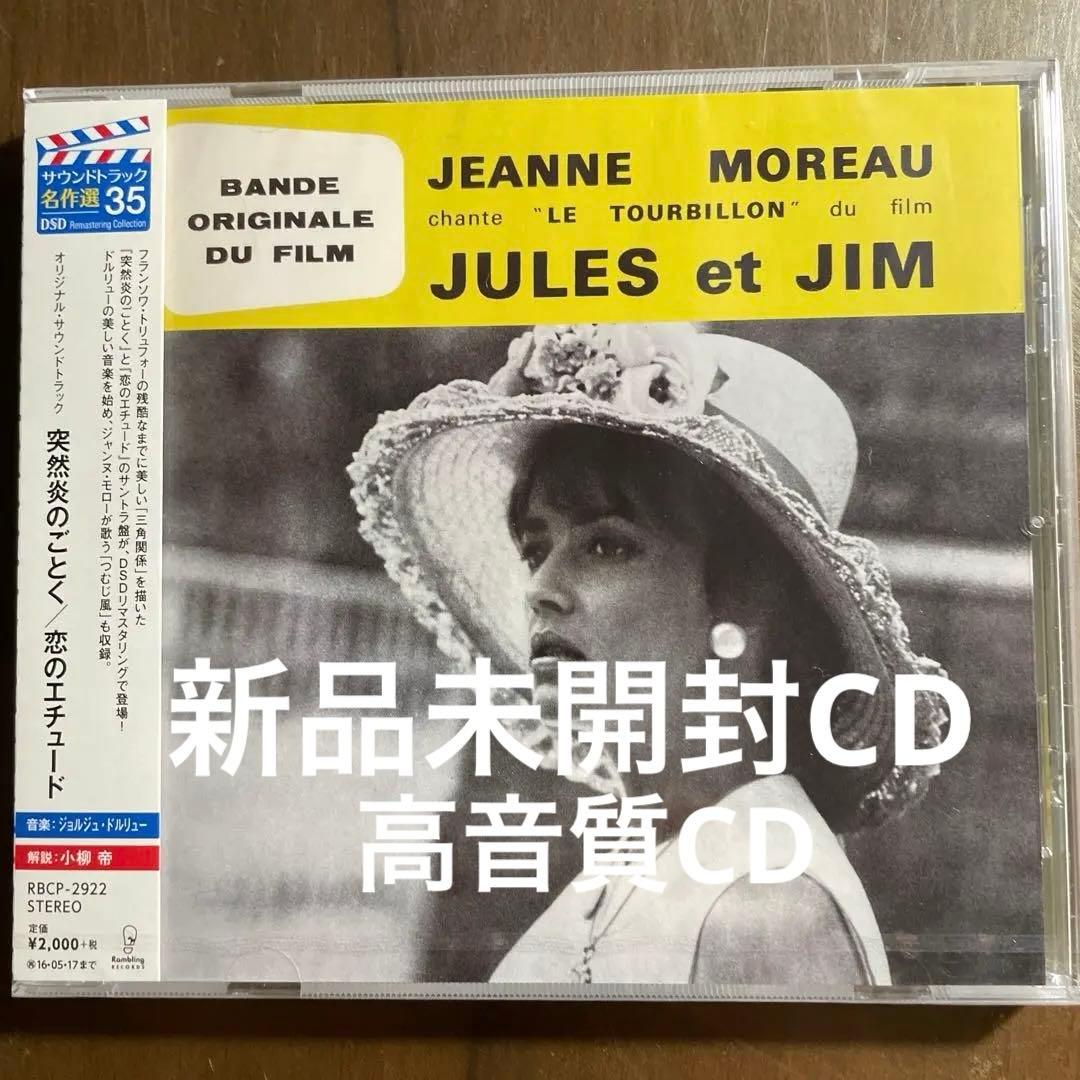 サウンドトラック
名作選 35
DSD Remastering Collection
フランソワ・トリュフォーの残酷なまでに美しい「三角関係」を描いた
『突然炎のごとく』と『恋のエチュード』のサントラ盤が、DSDリマスタリングで登場!
ドルリューの美しい音楽を始め、ジャンヌ・モローが歌う「つむじ風」も収録。
オリジナル・サウンドトラック
突然炎のごとく/恋のエチュード
音楽:ジョルジュ・ドルリュー
解説:小柳 帝
RBCP-2922
STEREO
定価
¥2,000+税
㋙16・05・17まで
Rambling
RECORDS
BANDE
ORIGINALE
DU FILM
JEANNE MOREAU
chante "LE TOURBILLON" du film
JULES et JIM
新品未開封CD
高音質CD